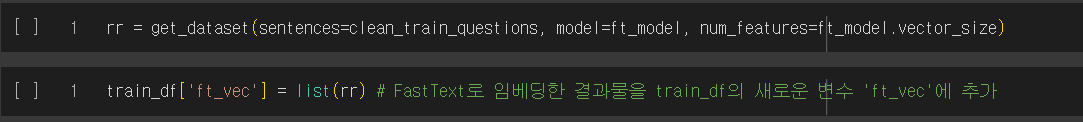 [ ] 1 rr = get_dataset(sentences=clean_train_questions, model=ft_model, num_features=ft_model.vector_size)
[ ] 1 train_df['ft_vec'] = list(rr) # FastText로 임베딩한 결과물을 train_df의 새로운 변수 'ft_vec'에 추가